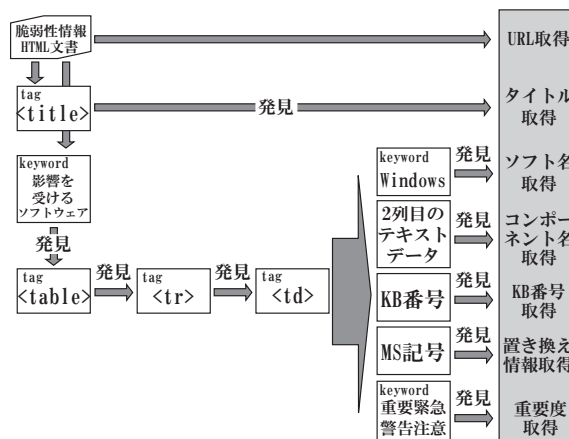 脆弱性情報
HTML文書
URL取得
tag
<title>
発見
タイトル
取得
keyword
影響を
受ける
ソフトウェア
発見
tag
<table>
発見
tag
<tr>
発見
tag
<td>
keyword
Windows
発見
ソフト名
取得
2列目の
テキスト
データ
発見
コンポー
ネント名
取得
KB番号
発見
KB番号
取得
MS記号
発見
置き換え
情報取得
keyword
重要緊急
警告注意
発見
重要度
取得